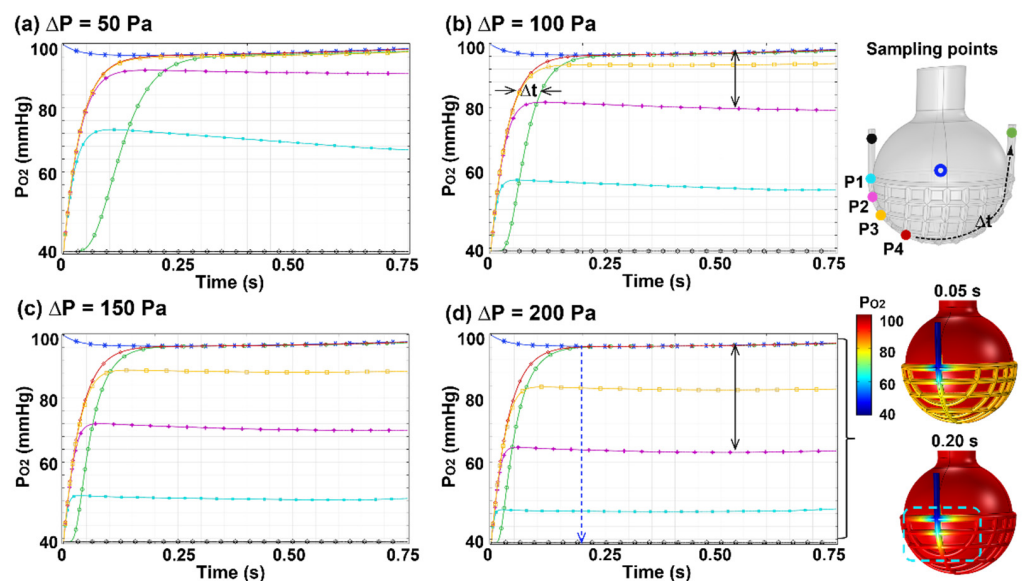 (a) ΔP = 50 Pa
100
80
60
40
PO2 (mmHg)
0
0.25
0.50
0.75
Time (s)
(b) ΔP = 100 Pa
100
80
60
40
PO2 (mmHg)
Δt
0
0.25
0.50
0.75
Time (s)
Sampling points
P1
P2
P3
P4
Δt
(c) ΔP = 150 Pa
100
80
60
40
PO2 (mmHg)
0
0.25
0.50
0.75
Time (s)
(d) ΔP = 200 Pa
100
80
60
40
PO2 (mmHg)
0
0.25
0.50
0.75
Time (s)
PO2
100
80
60
40
0.05 s
0.20 s